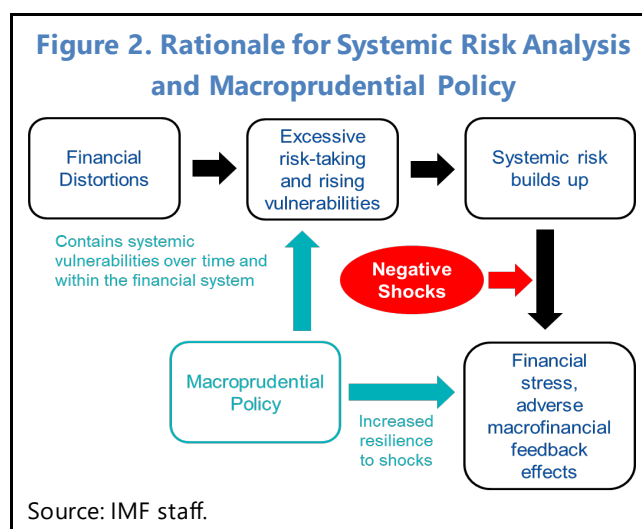 Figure 2. Rationale for Systemic Risk Analysis
and Macroprudential Policy
Financial
Distortions
Excessive
risk-taking
and rising
vulnerabilities
Systemic risk
builds up
Contains systemic
vulnerabilities over time and
within the financial system
Negative
Shocks
Macroprudential
Policy
Increased
resilience
to shocks
Financial
stress,
adverse
macrofinancial
feedback
effects
Source: IMF staff.